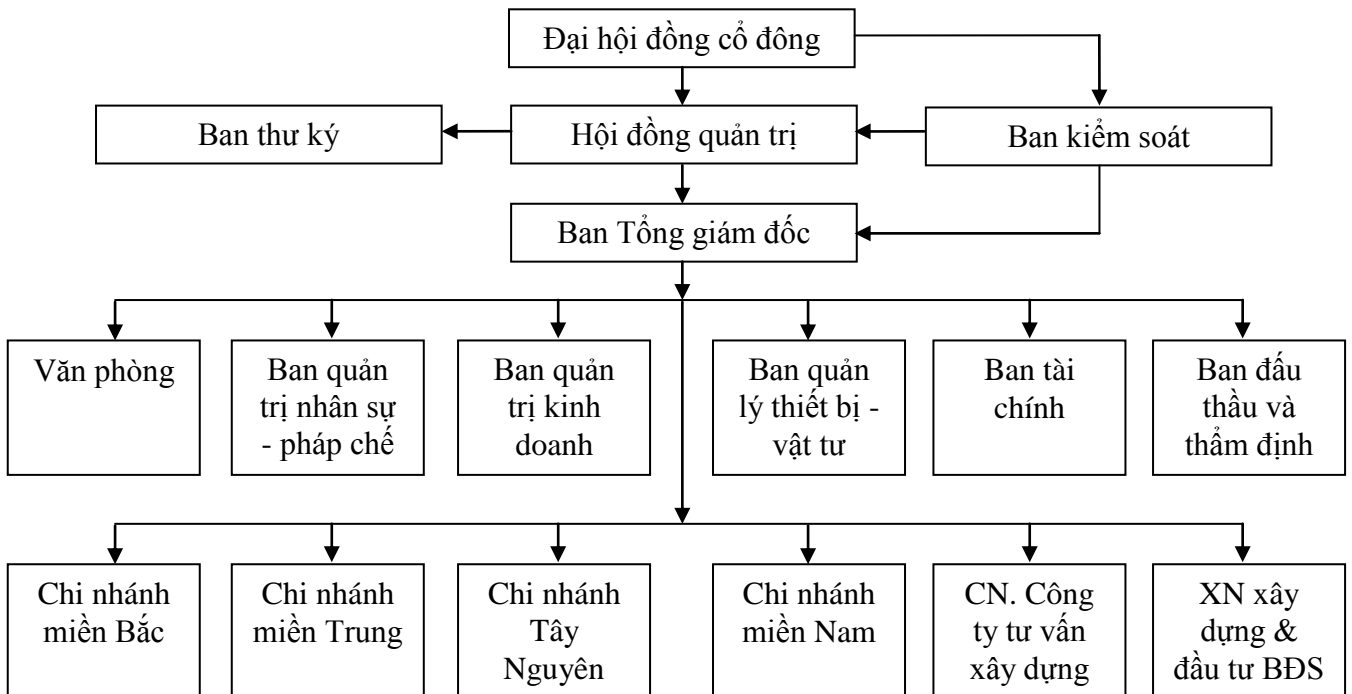 Đại hội đồng cổ đông
Ban thư ký
Hội đồng quản trị
Ban kiểm soát
Ban Tổng giám đốc
Văn phòng
Ban quản
trị nhân sự
- pháp chế
Ban quản
trị kinh
doanh
Ban quản
lý thiết bị -
vật tư
Ban tài
chính
Ban đấu
thầu và
thẩm định
Chi nhánh
miền Bắc
Chi nhánh
miền Trung
Chi nhánh
Tây
Nguyên
Chi nhánh
miền Nam
CN. Công
ty tư vấn
xây dựng
XN xây
dựng &
đầu tư BĐS